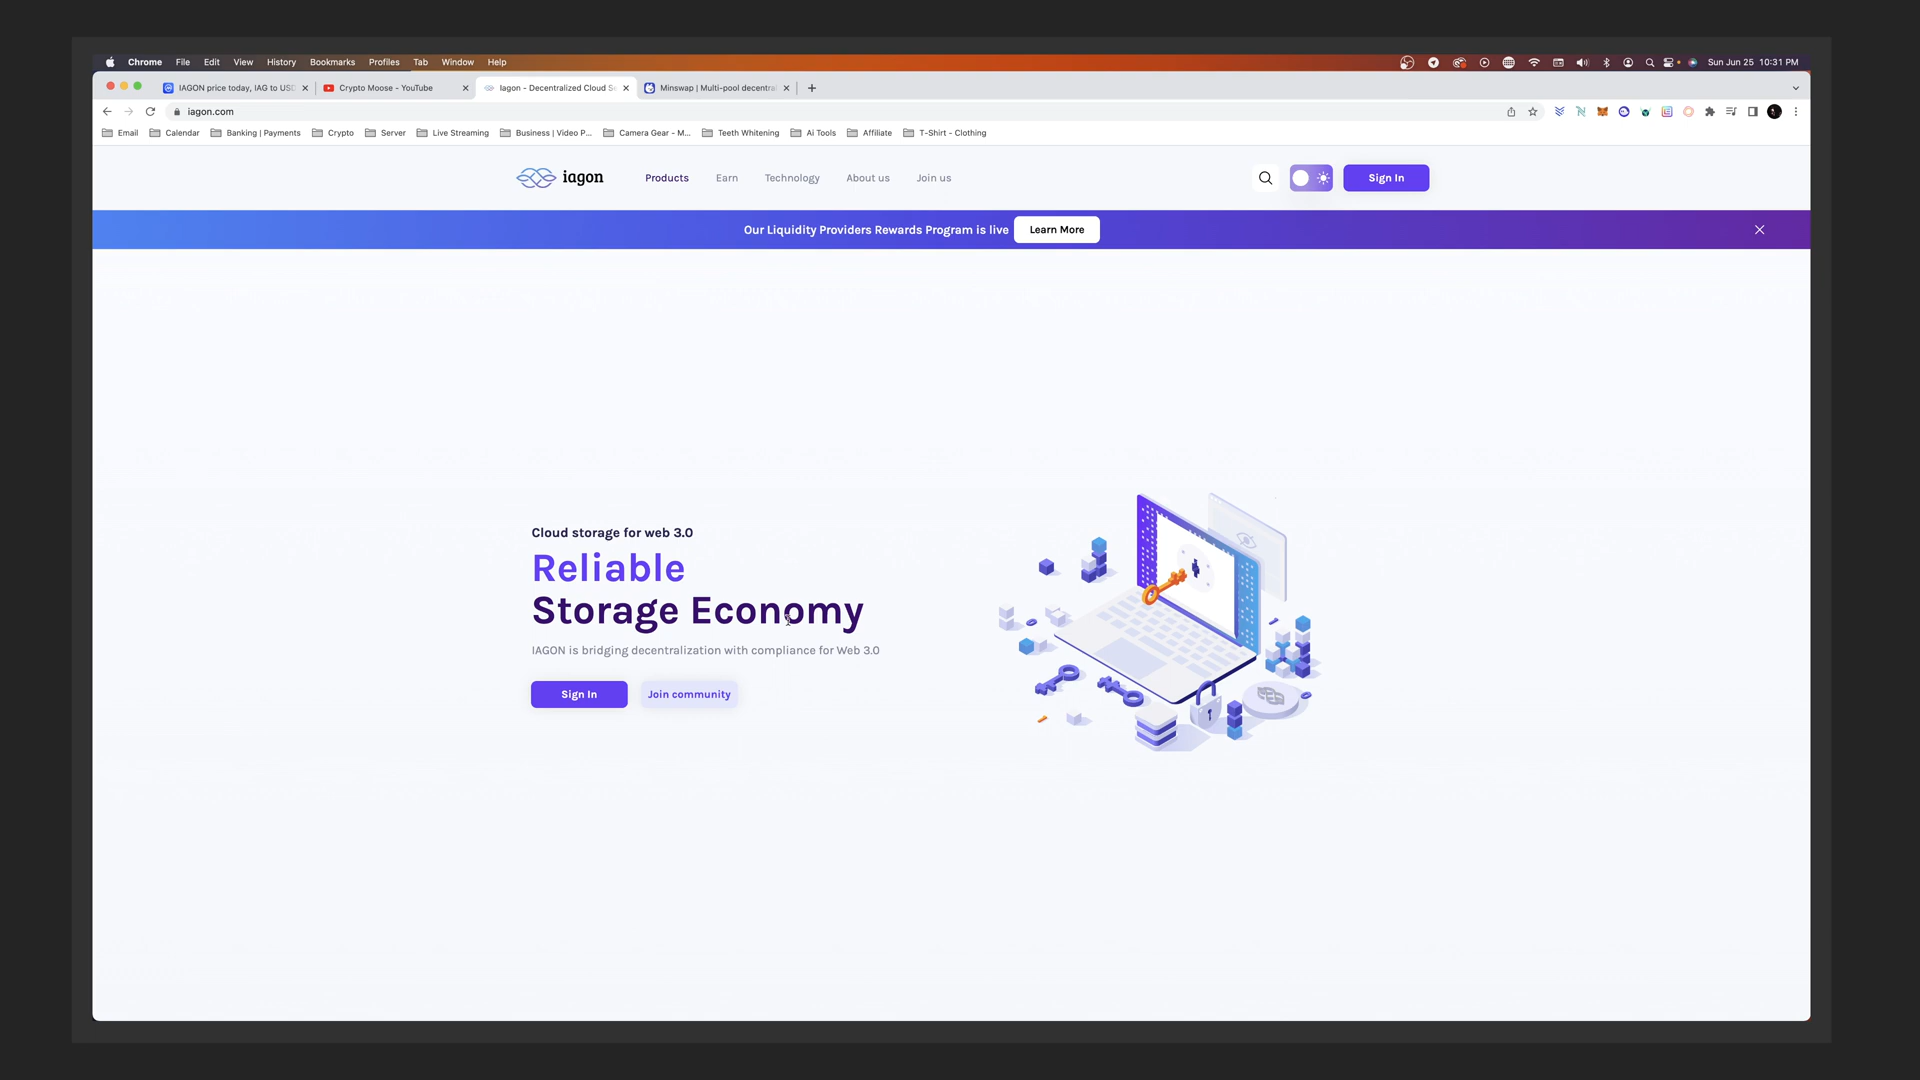 Chrome File Edit View History Bookmarks Profiles Tab Window Help Sun Jun 25 10:31 PM
IAGON price today, IAG to USD Crypto Moose - YouTube Iagon - Decentralized Cloud Se Minswap | Multi-pool decentral
iagon.com
Email Calendar Banking | Payments Crypto Server Live Streaming Business | Video P... Camera Gear - M... Teeth Whitening Ai Tools Affiliate T-Shirt - Clothing
iagon Products Earn Technology About us Join us Sign In
Our Liquidity Providers Rewards Program is live Learn More
Cloud storage for web 3.0
Reliable
Storage Economy
IAGON is bridging decentralization with compliance for Web 3.0
Sign In Join community